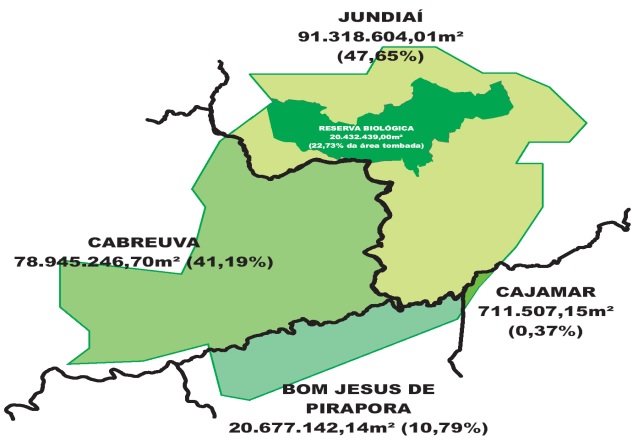 JUNDIAÍ
91.318.604,01m²
(47,65%)
RESERVA BIOLÓGICA
20.432.439,00m²
(22,73% da área tombada)
CABREUVA
78.945.246,70m² (41,19%)
CAJAMAR
711.507,15m²
(0,37%)
BOM JESUS DE
PIRAPORA
20.677.142,14m² (10,79%)